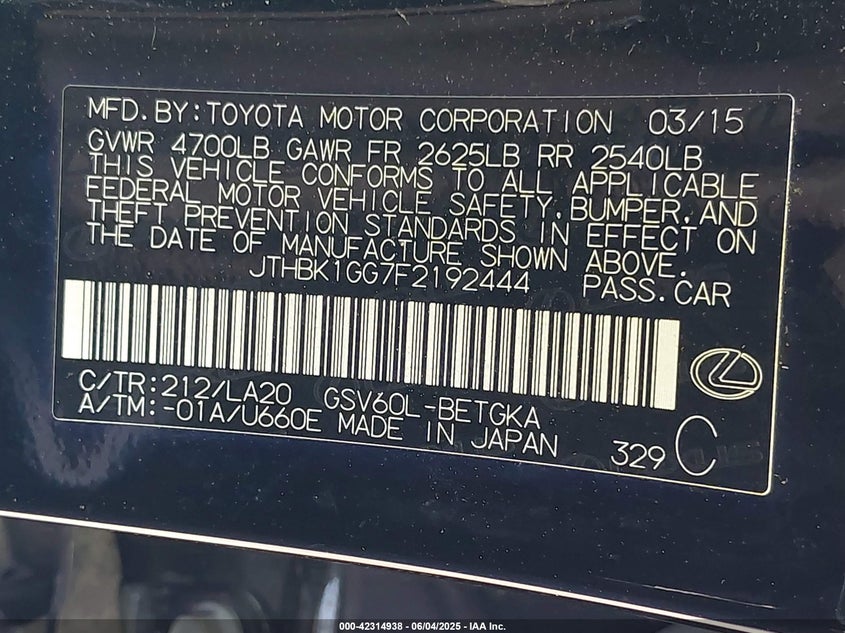 MFD.BY:TOYOTA MOTOR CORPORATION 03/15
GVWR 4700LB GAWR FR 2625LB RR 2540LB
THIS VEHICLE CONFORMS TO ALL APPLICABLE
FEDERAL MOTOR VEHICLE SAFETY,BUMPER,AND
THEFT PREVENTION STANDARDS IN EFFECT ON
THE DATE OF MANUFACTURE SHOWN ABOVE.
JTHBK1GG7F2192444 PASS.CAR
C/TR:212/LA20 GSV60L-BETGKA
A/TM:-01A/U660E MADE IN JAPAN 329 C
000-42314938 - 06/04/2025 - IAA Inc.